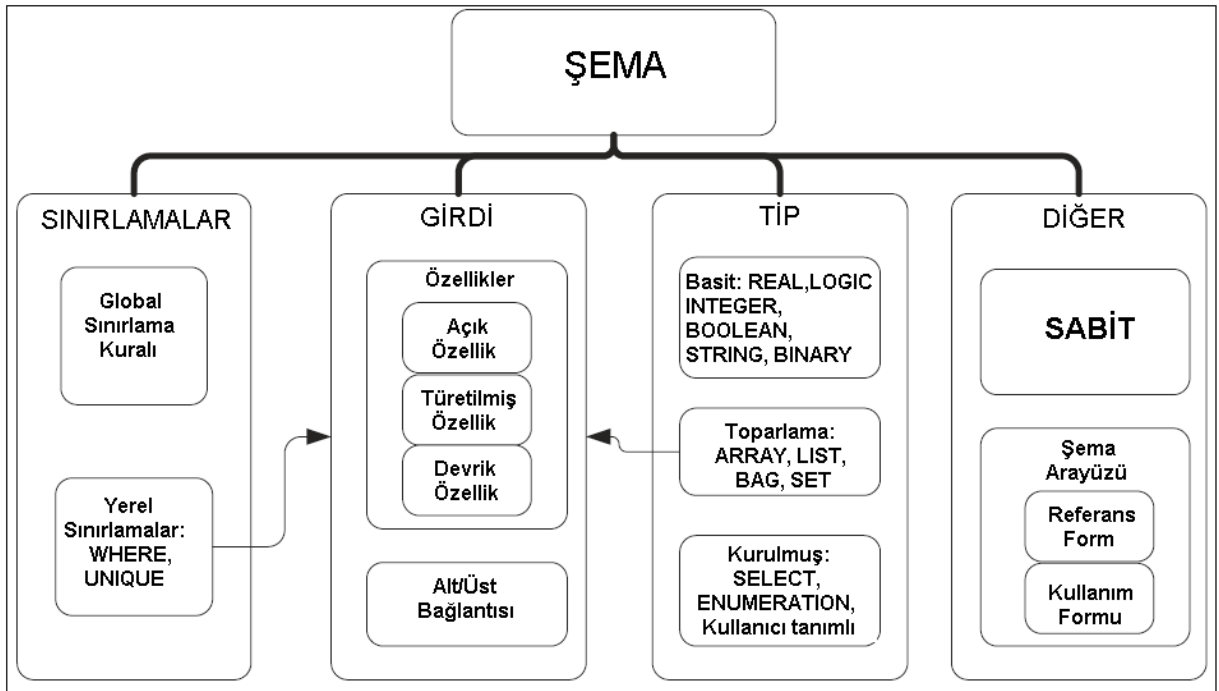 ŞEMA
SINIRLAMALAR
Global
Sınırlama
Kuralı
Yerel
Sınırlamalar:
WHERE,
UNIQUE
GİRDİ
Özellikler
Açık
Özellik
Türetilmiş
Özellik
Devrik
Özellik
Alt/Üst
Bağlantısı
TİP
Basit: REAL,LOGIC
INTEGER,
BOOLEAN,
STRING, BINARY
Toparlama:
ARRAY, LIST,
BAG, SET
Kurulmuş:
SELECT,
ENUMERATION,
Kullanıcı tanımlı
DİĞER
SABİT
Şema
Arayüzü
Referans
Form
Kullanım
Formu